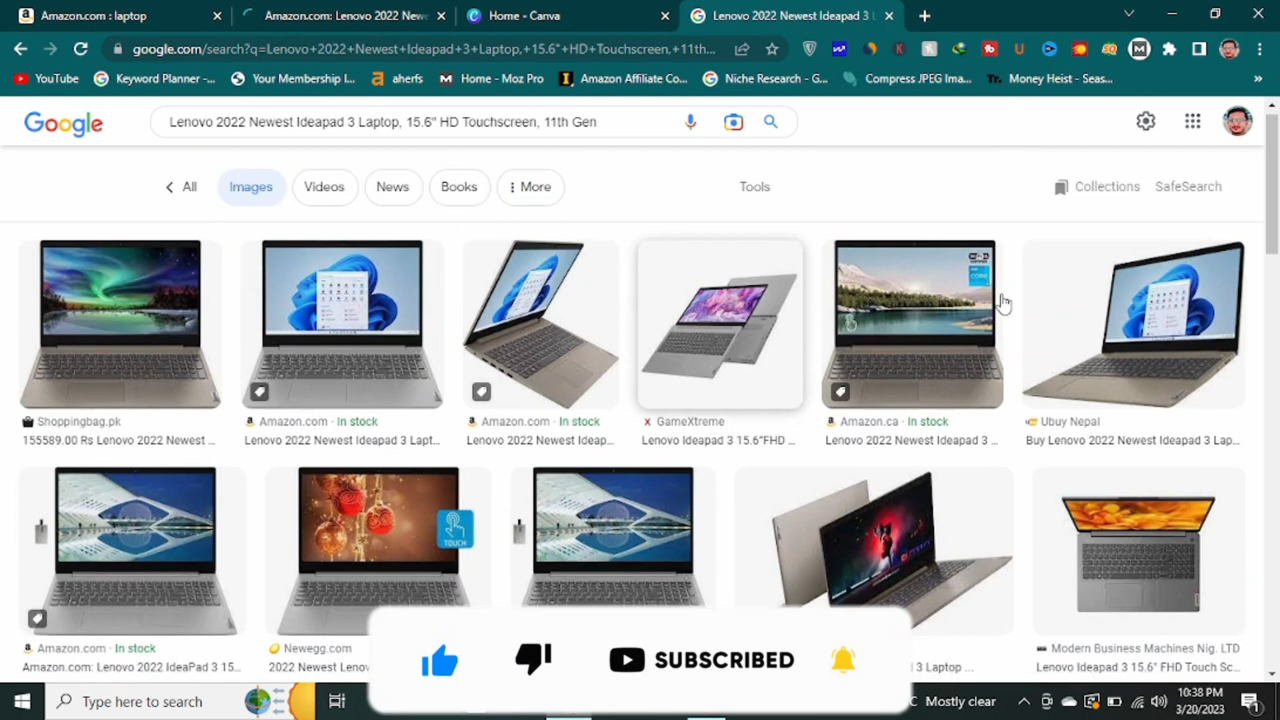 Amazon.com : laptop
Amazon.com: Lenovo 2022 New
Home - Canva
Lenovo 2022 Newest Ideapad 3 l
google.com/search?q=Lenovo+2022+Newest+Ideapad+3+Laptop,+15.6"+HD+Touchscreen,+11th...
YouTube
Keyword Planner -...
Your Membership I...
aherfs
Home - Moz Pro
Amazon Affiliate Co...
Niche Research - G...
Compress JPEG Ima...
Tr. Money Heist - Seas...
Google
Lenovo 2022 Newest Ideapad 3 Laptop, 15.6" HD Touchscreen, 11th Gen
All
Images
Videos
News
Books
More
Tools
Collections
SafeSearch
Shoppingbag.pk
155589.00 Rs Lenovo 2022 Newest ...
Amazon.com - In stock
Lenovo 2022 Newest Ideapad 3 Lapt...
Amazon.com - In stock
Lenovo 2022 Newest Ideap...
GameXtreme
Lenovo Ideapad 3 15.6"FHD ...
CORE
Amazon.ca - In stock
Lenovo 2022 Newest Ideapad 3 ...
Ubuy Nepal
Buy Lenovo 2022 Newest Ideapad 3 Lap...
Amazon.com - In stock
Amazon.com: Lenovo 2022 IdeaPad 3 15...
TOUCH
Newegg.com
2022 Newest Lenovo
3 Laptop ...
Modern Business Machines Nig. LTD
Lenovo Ideapad 3 15.6" FHD Touch Sc...
SUBSCRIBED
Type here to search
C Mostly clear
10:38 PM
3/20/2023
1